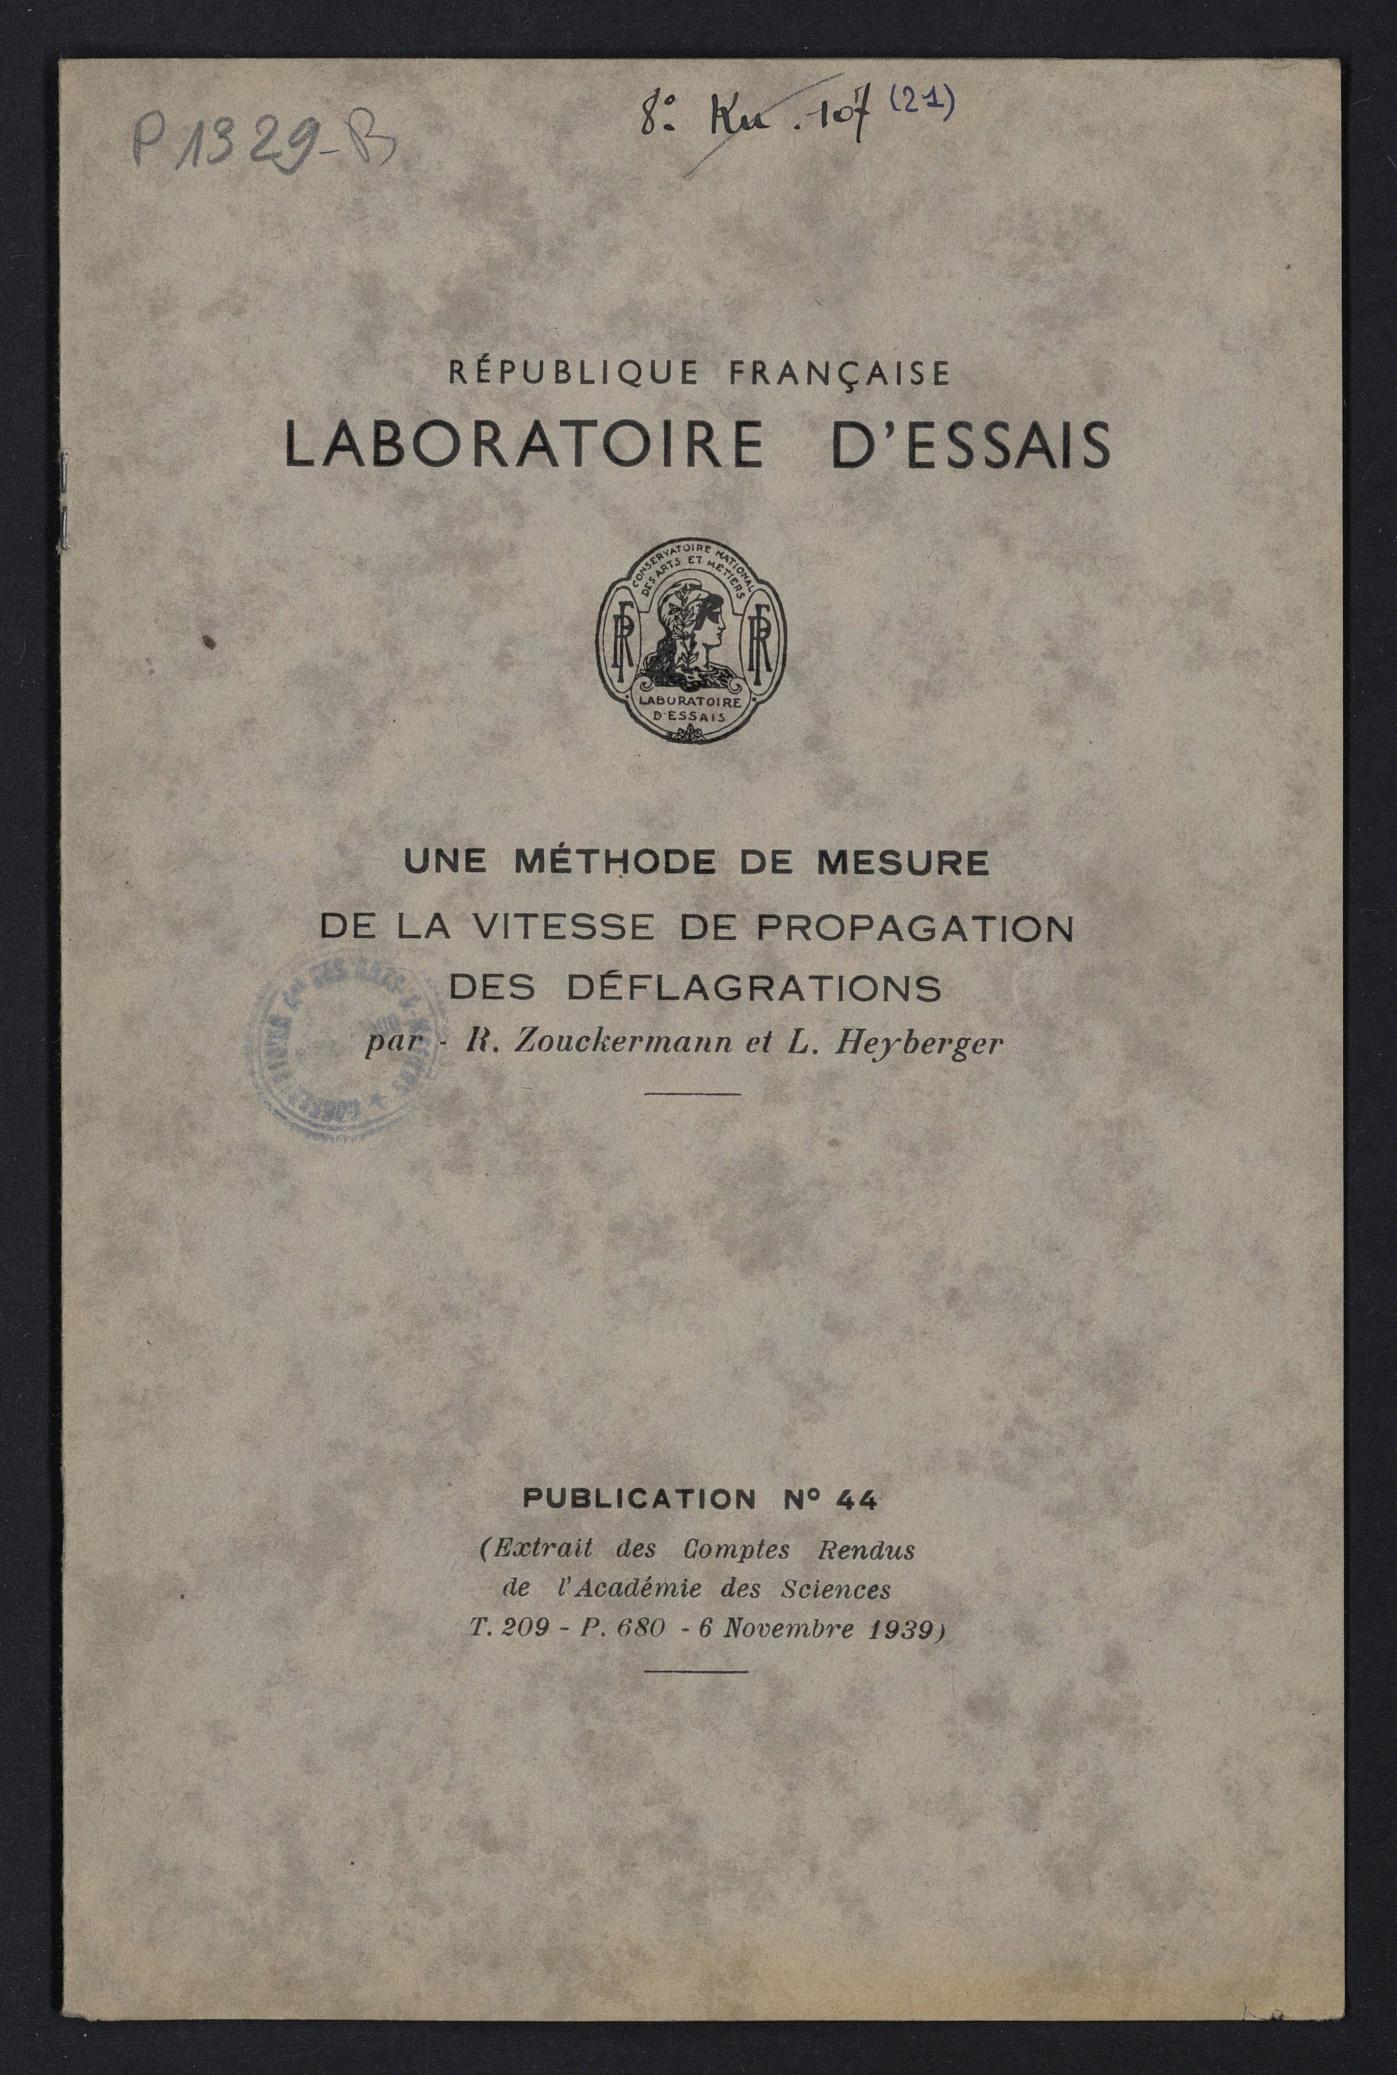 P 1329-B
8° Ku. 107 (21)
RÉPUBLIQUE FRANÇAISE
LABORATOIRE D'ESSAIS
CONSERVATOIRE NATIONAL
DES ARTS ET METIERS
RF
RF
LABORATOIRE
D'ESSAIS
UNE MÉTHODE DE MESURE
DE LA VITESSE DE PROPAGATION
DES DÉFLAGRATIONS
par - R. Zouckermann et L. Heyberger
PUBLICATION N° 44
(Extrait des Comptes Rendus
de l'Académie des Sciences
T. 209 - P. 680 - 6 Novembre 1939)